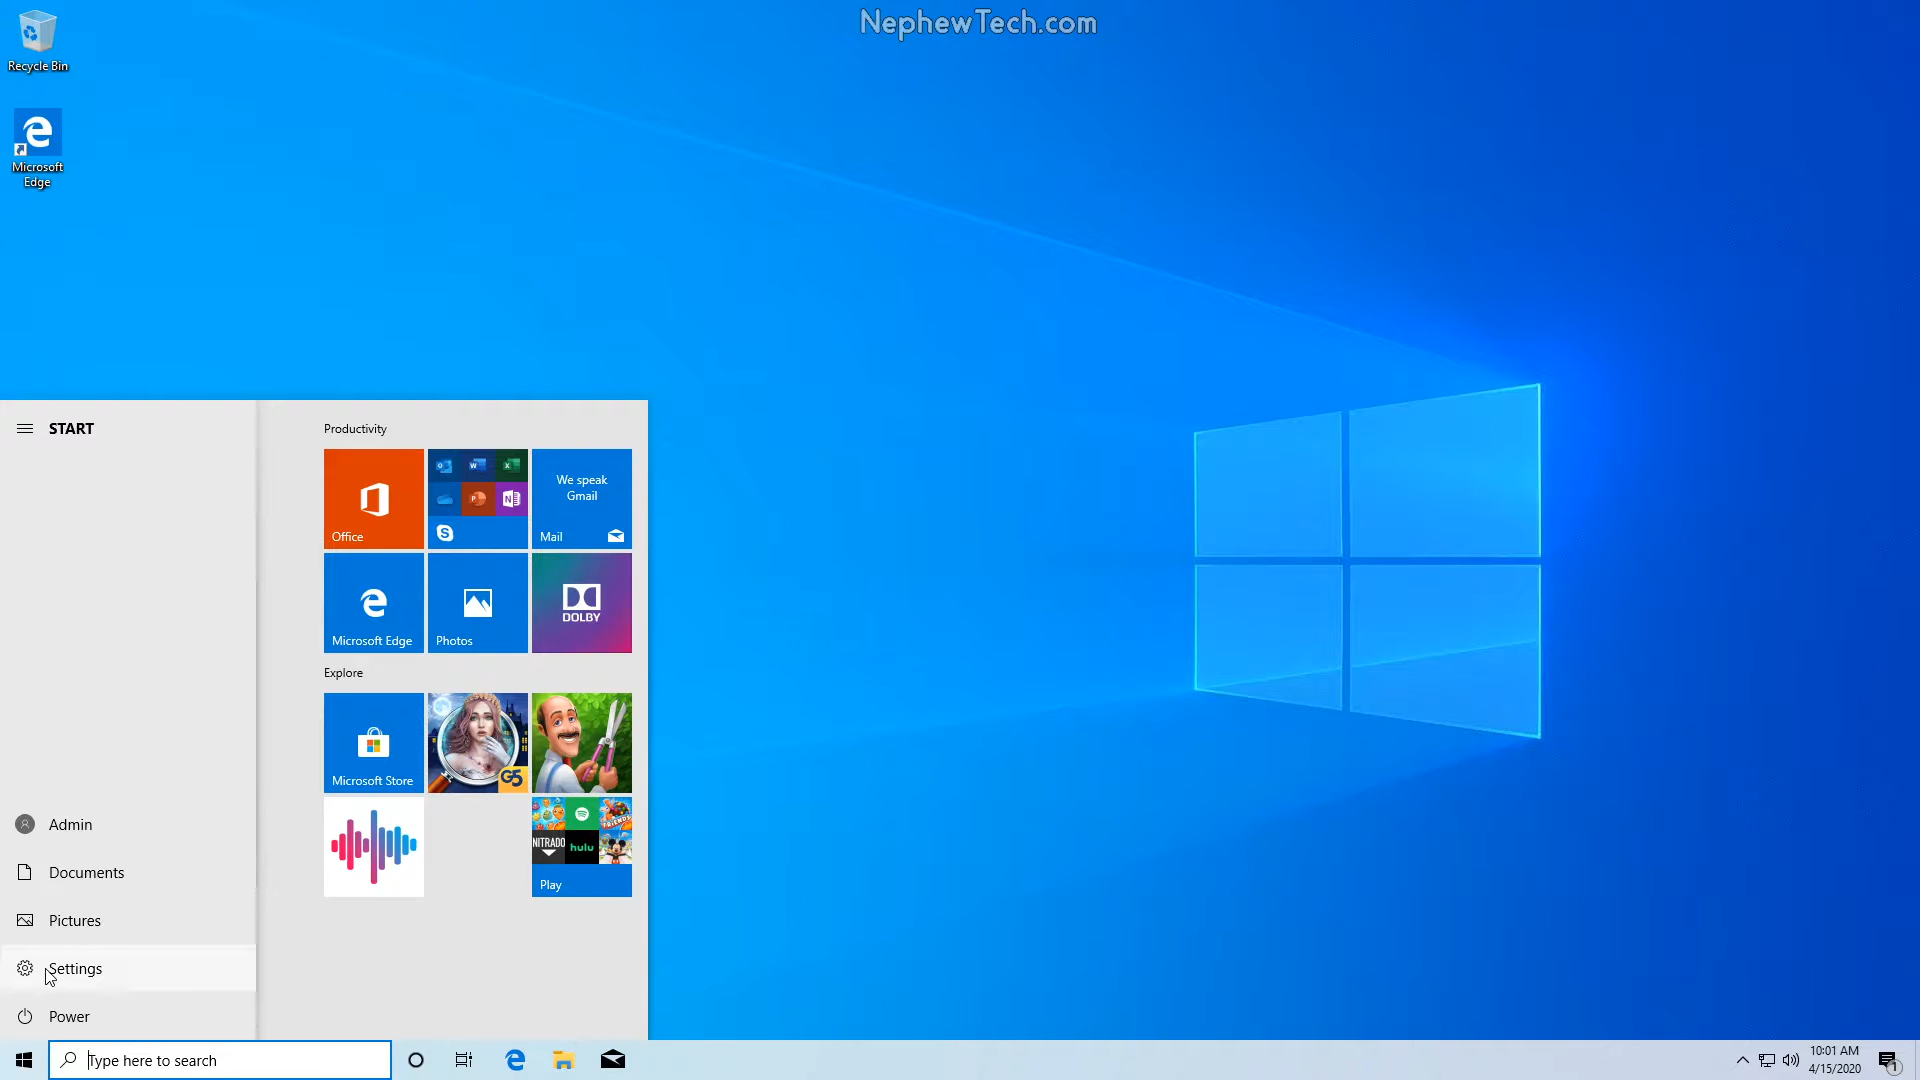 NephewTech.com
Recycle Bin
Microsoft
Edge
START
Productivity
Office
We speak
Gmail
Mail
Microsoft Edge
Photos
DOLBY
Explore
Microsoft Store
G5
FRIENDS
NITRADO
hulu
Play
Admin
Documents
Pictures
Settings
Power
Type here to search
10:01 AM
4/15/2020
1